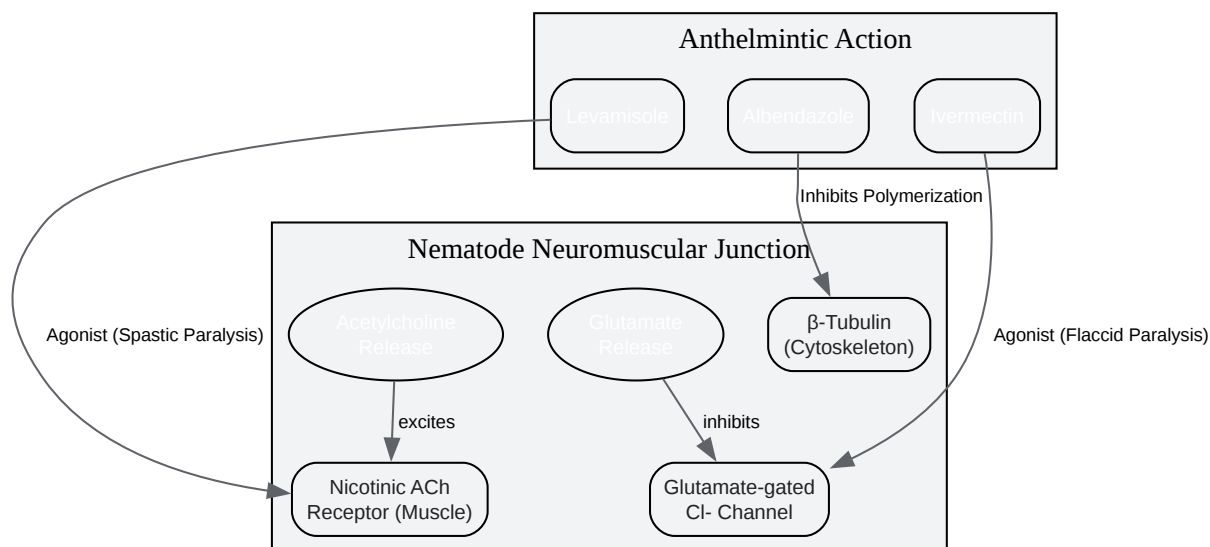 Anthelmintic Action
Levamisole
Albendazole
Ivermectin
Inhibits Polymerization
Nematode Neuromuscular Junction
Acetylcholine
Release
Glutamate
Release
β-Tubulin
(Cytoskeleton)
Agonist (Spastic Paralysis)
Agonist (Flaccid Paralysis)
excites
inhibits
Nicotinic ACh
Receptor (Muscle)
Glutamate-gated
Cl- Channel